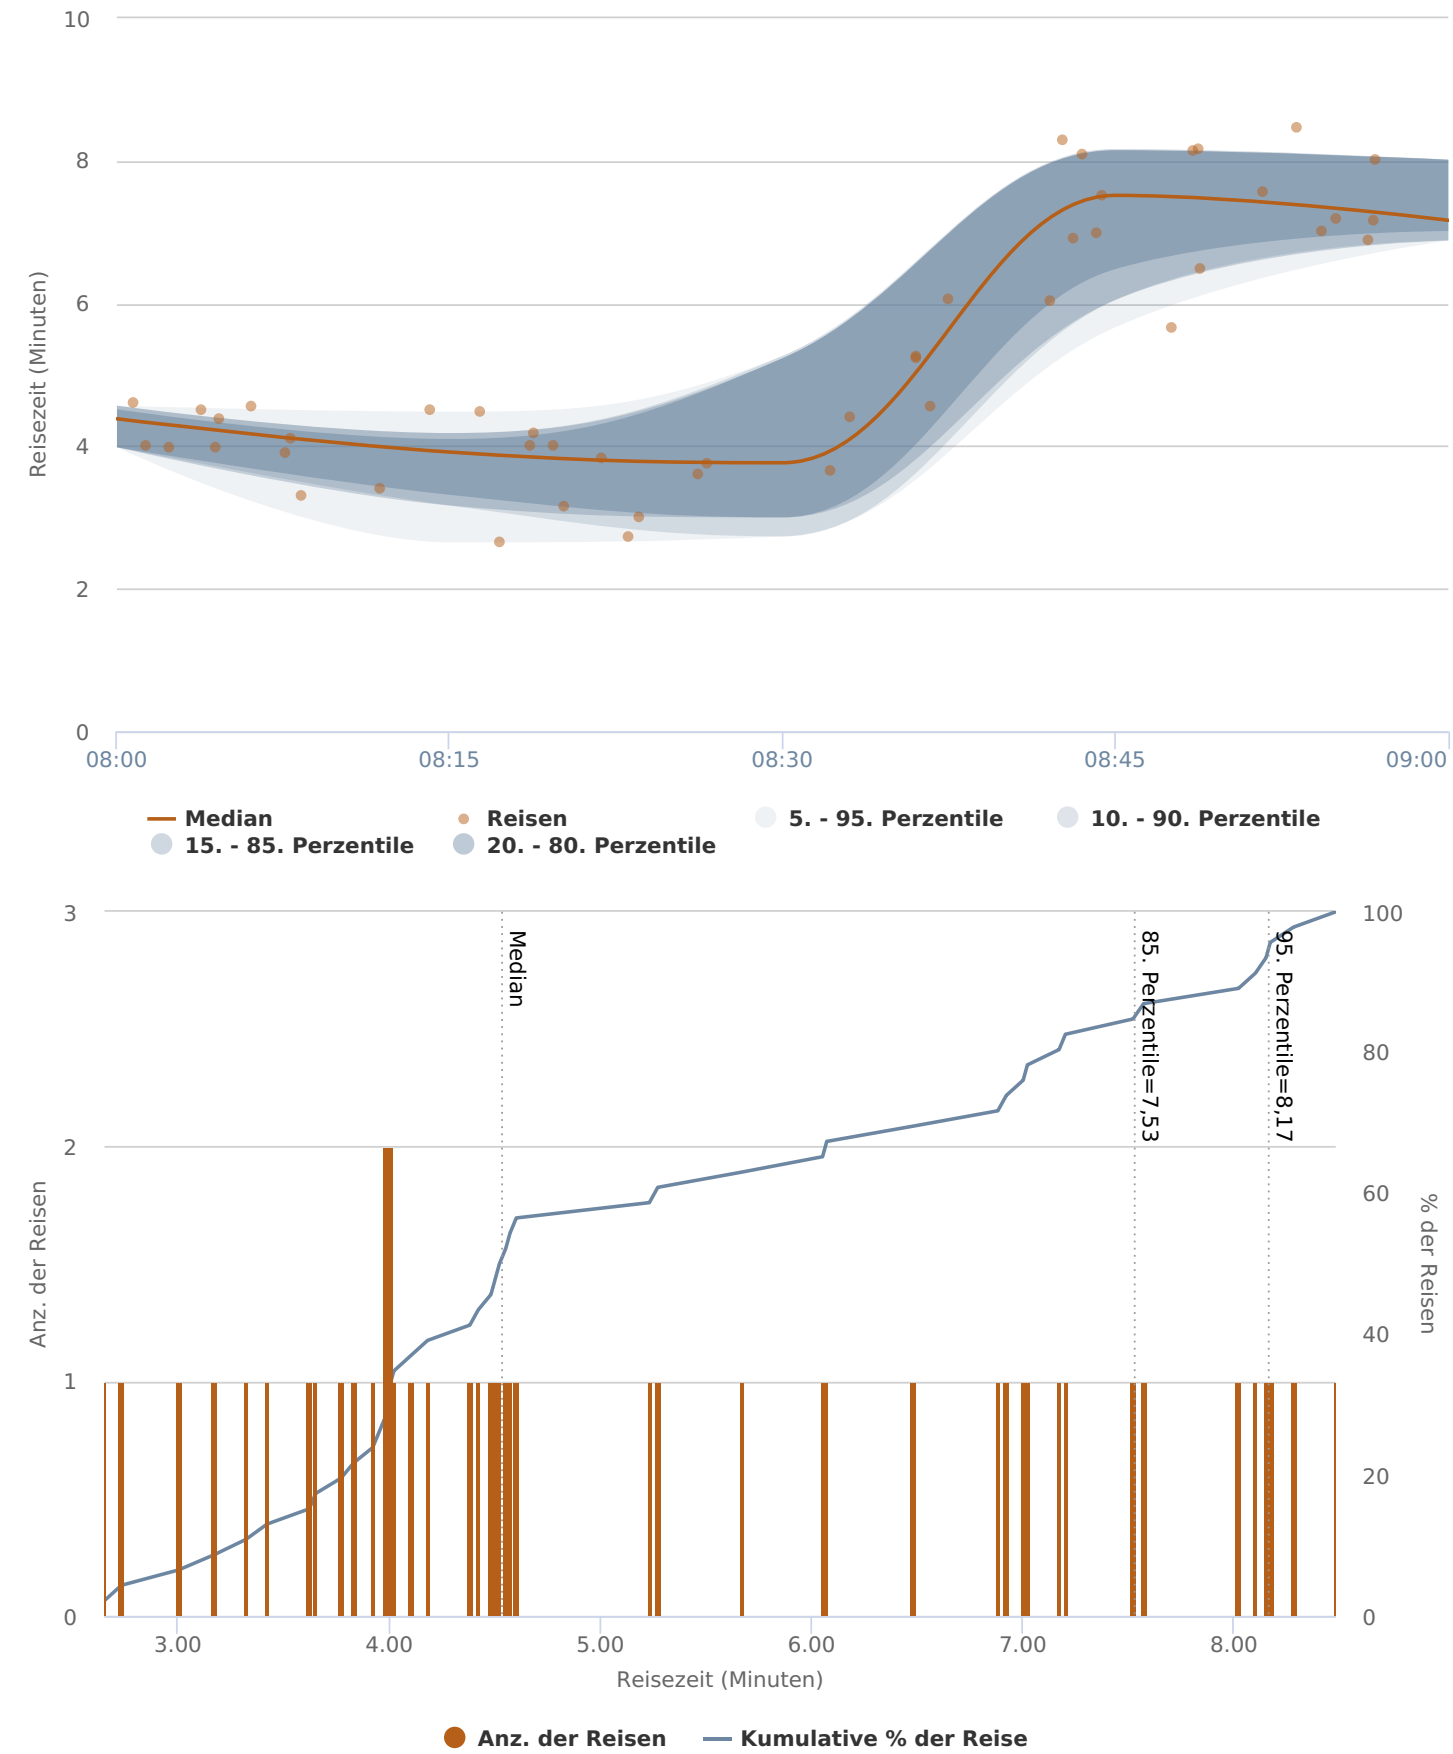 10
8
6
4
2
0
Reisezeit (Minuten)
08:00 08:15 08:30 08:45 09:00
Median Reisen 5. - 95. Perzentile 10. - 90. Perzentile
15. - 85. Perzentile 20. - 80. Perzentile
3
2
1
0
Anz. der Reisen
100
80
60
40
20
0
% der Reisen
Median
85. Perzentile=7,53
95. Perzentile=8,17
3.00 4.00 5.00 6.00 7.00 8.00
Reisezeit (Minuten)
Anz. der Reisen Kumulative % der Reise